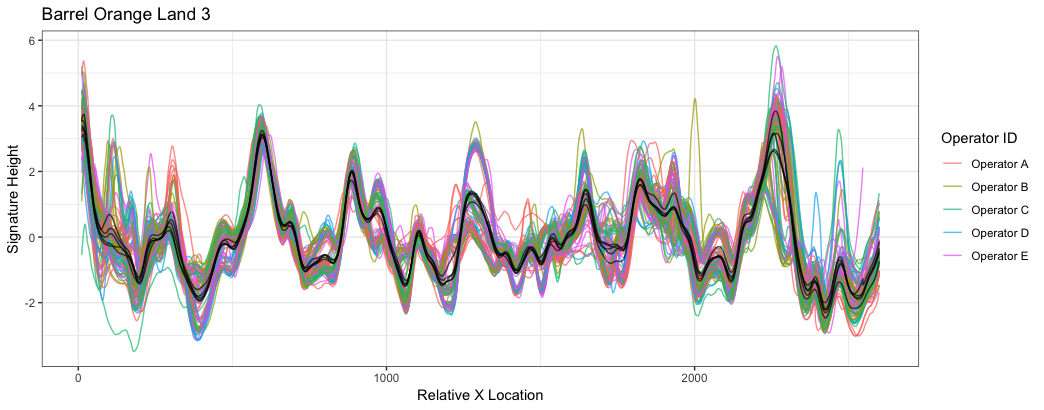 Barrel Orange Land 3
Signature Height
6
4
2
0
-2
0
1000
2000
Relative X Location
Operator ID
Operator A
Operator B
Operator C
Operator D
Operator E